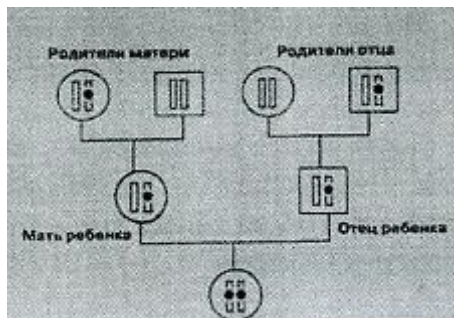 Родители матери
Родители отца
Мать ребенка
Отец ребенка